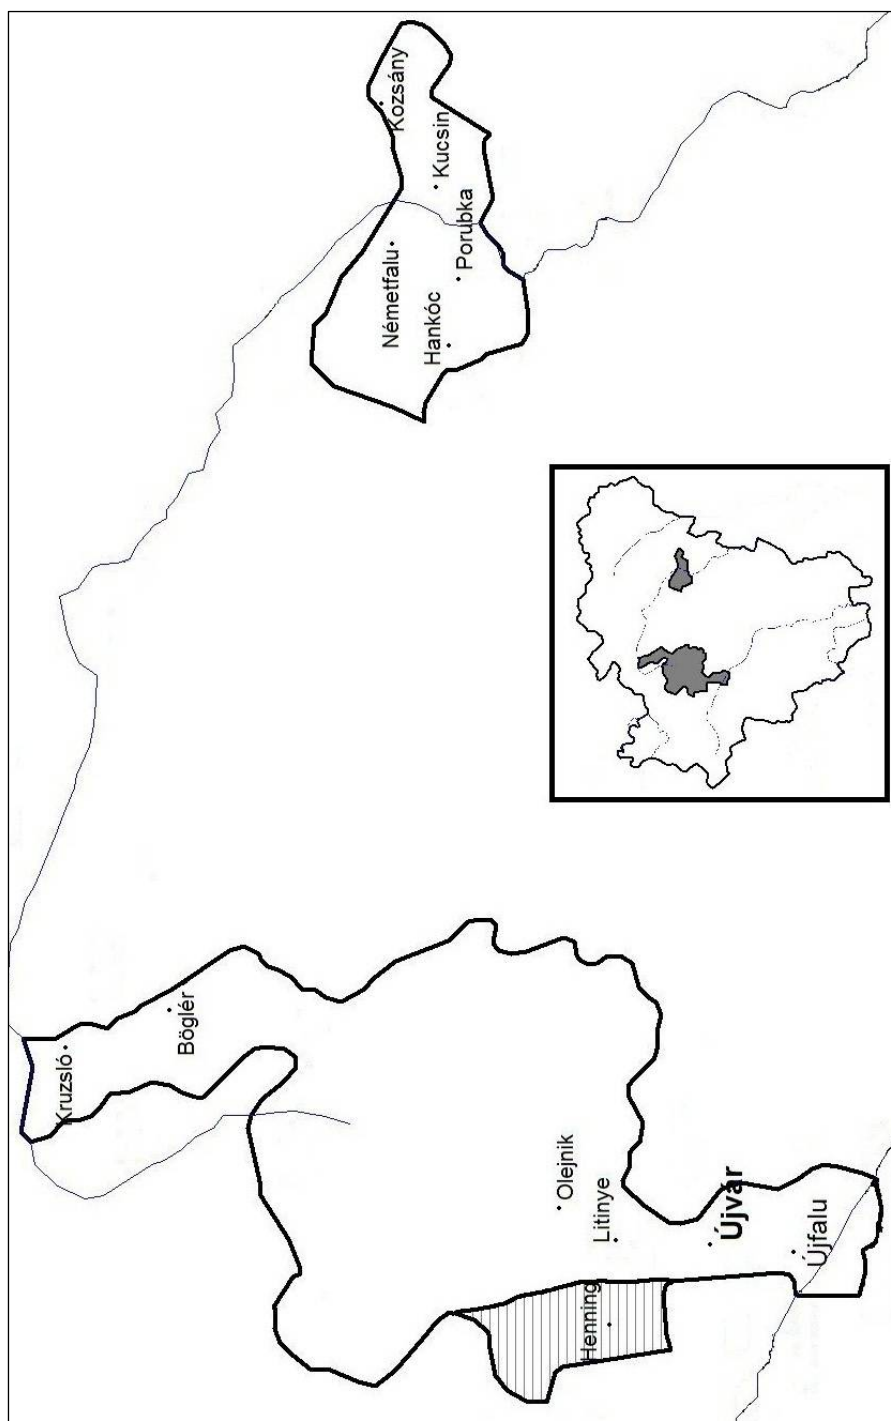 Kozsány
Kucsin
Porubka
Németfalu
Hankóc
Kruzsló
Böglér
Olejnik
Litinye
Újvár
Újfalu
Henning